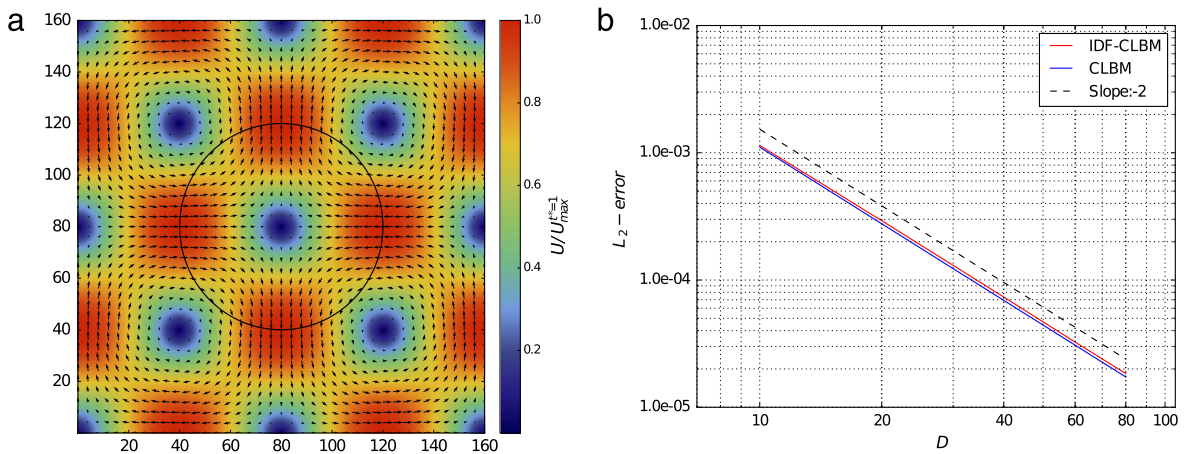 a
160
140
120
100
80
60
40
20
20 40 60 80 100 120 140 160
1.0
0.8
0.6
0.4
0.2
U/U_{max}^{t*=1}
b
1.0e-02
1.0e-03
1.0e-04
1.0e-05
L_2 - error
10 20 40 60 80 100
D
IDF-CLBM
CLBM
Slope:-2